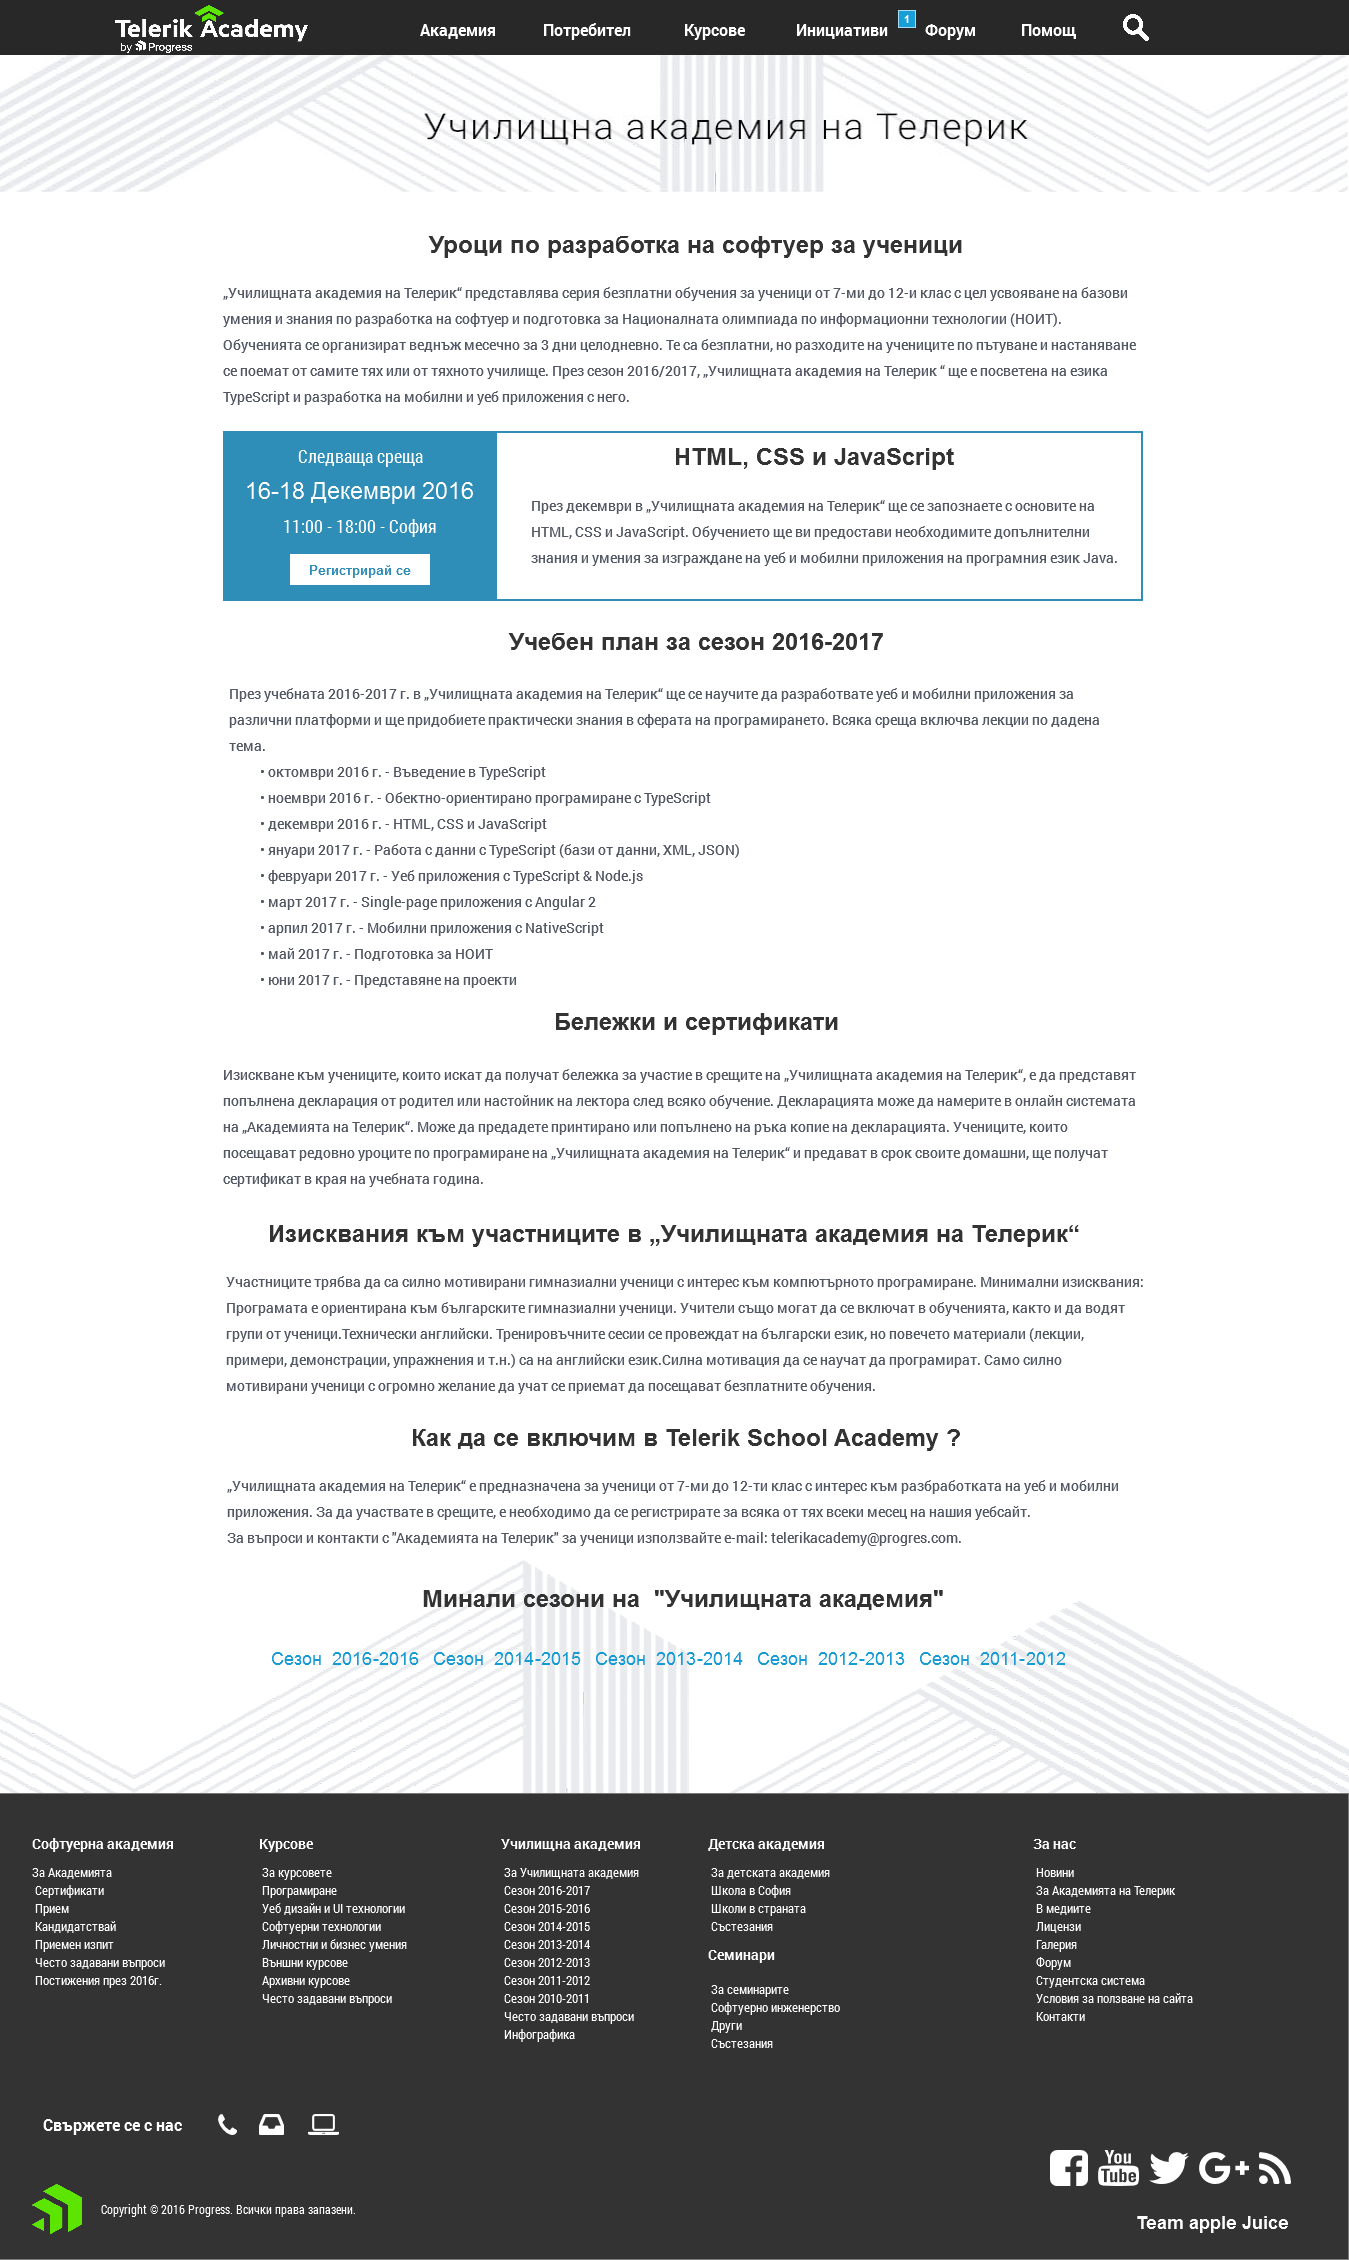 Telerik Academy
by Progress
Академия Потребител Курсове Инициативи 1 Форум Помощ
Училищна академия на Телерик
Уроци по разработка на софтуер за ученици
„Училищната академия на Телерик“ представлява серия безплатни обучения за ученици от 7-ми до 12-и клас с цел усвояване на базови
умения и знания по разработка на софтуер и подготовка за Националната олимпиада по информационни технологии (НОИТ).
Обученията се организират веднъж месечно за 3 дни целодневно. Те са безплатни, но разходите на учениците по пътуване и настаняване
се поемат от самите тях или от тяхното училище. През сезон 2016/2017, „Училищната академия на Телерик “ ще е посветена на езика
TypeScript и разработка на мобилни и уеб приложения с него.
Следваща среща
16-18 Декември 2016
11:00 - 18:00 - София
Регистрирай се
HTML, CSS и JavaScript
През декември в „Училищната академия на Телерик“ ще се запознаете с основите на
HTML, CSS и JavaScript. Обучението ще ви предостави необходимите допълнителни
знания и умения за изграждане на уеб и мобилни приложения на програмния език Java.
Учебен план за сезон 2016-2017
През учебната 2016-2017 г. в „Училищната академия на Телерик“ ще се научите да разработвате уеб и мобилни приложения за
различни платформи и ще придобиете практически знания в сферата на програмирането. Всяка среща включва лекции по дадена
тема.
• октомври 2016 г. - Въведение в TypeScript
• ноември 2016 г. - Обектно-ориентирано програмиране с TypeScript
• декември 2016 г. - HTML, CSS и JavaScript
• януари 2017 г. - Работа с данни с TypeScript (бази от данни, XML, JSON)
• февруари 2017 г. - Уеб приложения с TypeScript & Node.js
• март 2017 г. - Single-page приложения с Angular 2
• арпил 2017 г. - Мобилни приложения с NativeScript
• май 2017 г. - Подготовка за НОИТ
• юни 2017 г. - Представяне на проекти
Бележки и сертификати
Изискване към учениците, които искат да получат бележка за участие в срещите на „Училищната академия на Телерик“, е да представят
попълнена декларация от родител или настойник на лектора след всяко обучение. Декларацията може да намерите в онлайн системата
на „Академията на Телерик“. Може да предадете принтирано или попълнено на ръка копие на декларацията. Учениците, които
посещават редовно уроците по програмиране на „Училищната академия на Телерик“ и предават в срок своите домашни, ще получат
сертификат в края на учебната година.
Изисквания към участниците в „Училищната академия на Телерик“
Участниците трябва да са силно мотивирани гимназиални ученици с интерес към компютърното програмиране. Минимални изисквания:
Програмата е ориентирана към българските гимназиални ученици. Учители също могат да се включат в обученията, както и да водят
групи от ученици.Технически английски. Тренировъчните сесии се провеждат на български език, но повечето материали (лекции,
примери, демонстрации, упражнения и т.н.) са на английски език.Силна мотивация да се научат да програмират. Само силно
мотивирани ученици с огромно желание да учат се приемат да посещават безплатните обучения.
Как да се включим в Telerik School Academy ?
„Училищната академия на Телерик“ е предназначена за ученици от 7-ми до 12-ти клас с интерес към разбработката на уеб и мобилни
приложения. За да участвате в срещите, е необходимо да се регистрирате за всяка от тях всеки месец на нашия уебсайт.
За въпроси и контакти с "Академията на Телерик" за ученици използвайте e-mail: telerikacademy@progres.com.
Минали сезони на "Училищната академия"
Сезон 2016-2016 Сезон 2014-2015 Сезон 2013-2014 Сезон 2012-2013 Сезон 2011-2012
Софтуерна академия
За Академията
Сертификати
Прием
Кандидатствай
Приемен изпит
Често задавани въпроси
Постижения през 2016г.
Курсове
За курсовете
Програмиране
Уеб дизайн и UI технологии
Софтуерни технологии
Личностни и бизнес умения
Външни курсове
Архивни курсове
Често задавани въпроси
Училищна академия
За Училищната академия
Сезон 2016-2017
Сезон 2015-2016
Сезон 2014-2015
Сезон 2013-2014
Сезон 2012-2013
Сезон 2011-2012
Сезон 2010-2011
Често задавани въпроси
Инфографика
Детска академия
За детската академия
Школа в София
Школи в страната
Състезания
Семинари
За семинарите
Софтуерно инженерство
Други
Състезания
За нас
Новини
За Академията на Телерик
В медиите
Лицензи
Галерия
Форум
Студентска система
Условия за ползване на сайта
Контакти
Свържете се с нас
You
Tube
Copyright © 2016 Progress. Всички права запазени.
Team apple Juice